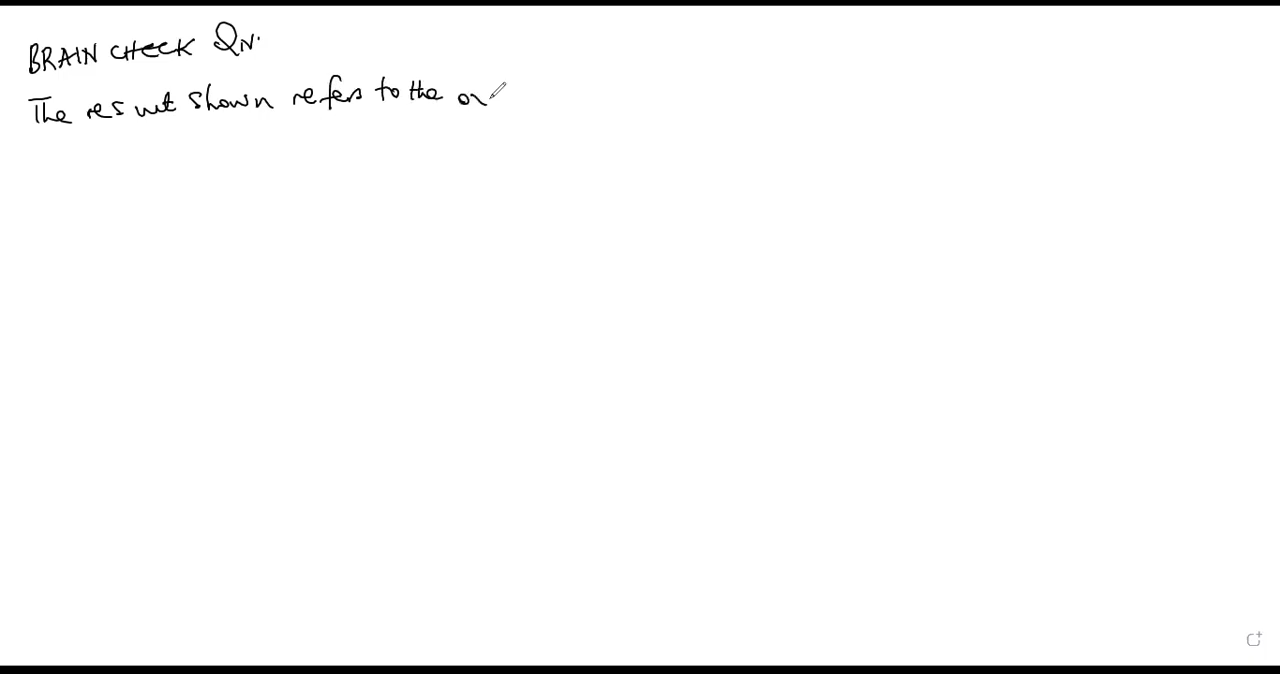 BRAIN CHECK QN.
The result shown refers to the